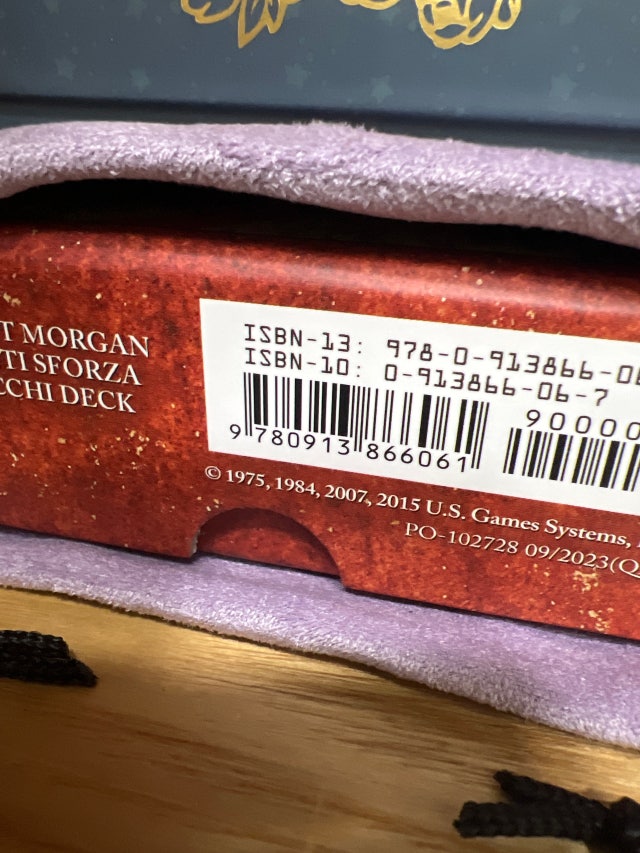 T MORGAN
TI SFORZA
CCHI DECK
ISBN-13: 978-0-913866-0
ISBN-10: 0-913866-06-7
90000
9 780913 866061
© 1975, 1984, 2007, 2015 U.S. Games Systems,
PO-102728 09/2023(Q